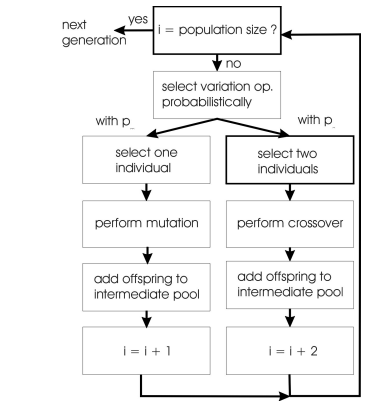 next
generation
yes
i = population size ?
no
select variation op.
probabilistically
with p_
with p_
select one
individual
select two
individuals
perform mutation
perform crossover
add offspring to
intermediate pool
add offspring to
intermediate pool
i = i + 1
i = i + 2